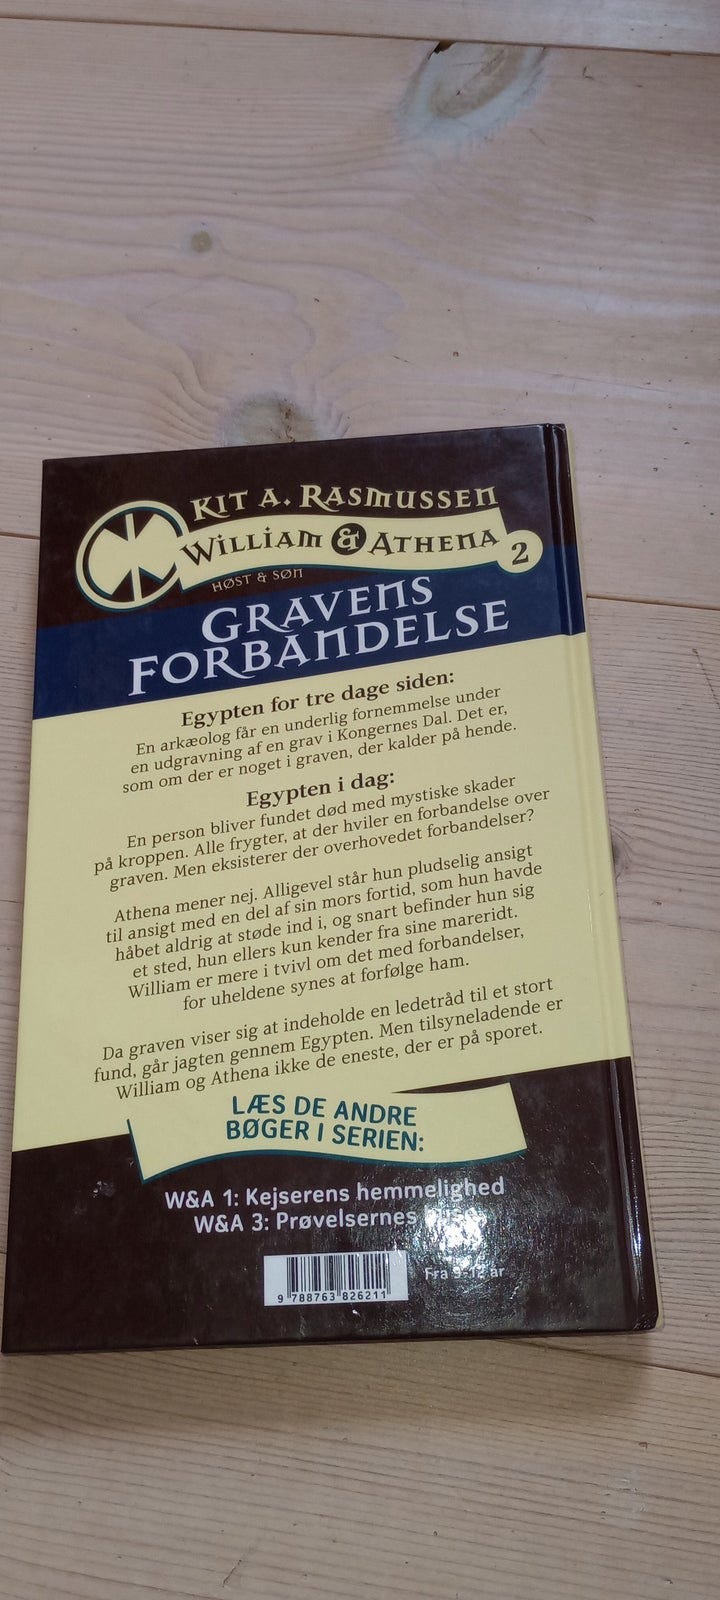 KIT A. RASMUSSEN
WILLIAM & ATHENA
2
HØST & SØN
GRAVENS
FORBANDELSE
Egypten for tre dage siden:
En arkæolog får en underlig fornemmelse under
en udgravning af en grav i Kongernes Dal. Det er,
som om der er noget i graven, der kalder på hende.
Egypten i dag:
En person bliver fundet død med mystiske skader
på kroppen. Alle frygter, at der hviler en forbandelse over
graven. Men eksisterer der overhovedet forbandelser?
Athena mener nej. Alligevel står hun pludselig ansigt
til ansigt med en del af sin mors fortid, som hun havde
håbet aldrig at støde ind i, og snart befinder hun sig
et sted, hun ellers kun kender fra sine mareridt.
William er mere i tvivl om det med forbandelser,
for uheldene synes at forfølge ham.
Da graven viser sig at indeholde en ledetråd til et stort
fund, går jagten gennem Egypten. Men tilsyneladende er
William og Athena ikke de eneste, der er på sporet.
LÆS DE ANDRE
BØGER I SERIEN:
W&A 1: Kejserens hemmelighed
W&A 3: Prøvelsernes
Fra 9-12 år
9 788763 826211